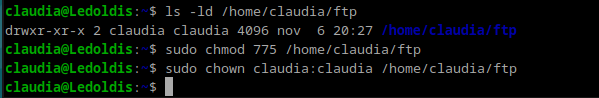 claudia@Ledoldis:~$ ls -ld /home/claudia/ftp
drwxr-xr-x 2 claudia claudia 4096 nov  6 20:27 /home/claudia/ftp
claudia@Ledoldis:~$ sudo chmod 775 /home/claudia/ftp
claudia@Ledoldis:~$ sudo chown claudia:claudia /home/claudia/ftp
claudia@Ledoldis:~$